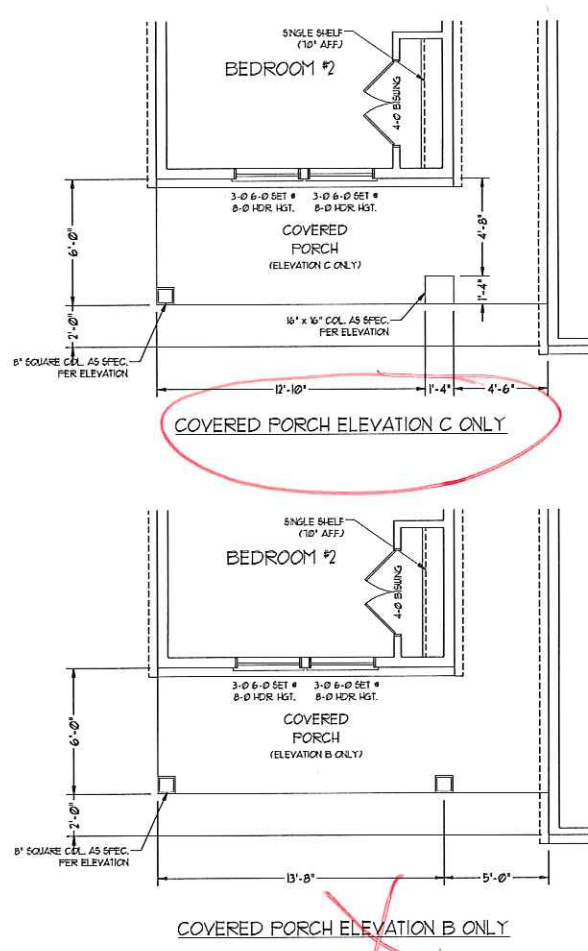 SINGLE SHELF
(70" AFF.)
BEDROOM #2
4-0 BISWING
3-0 6-0 SET @ 3-0 6-0 SET @
8-0 HDR. HGT. 8-0 HDR. HGT.
COVERED
PORCH
(ELEVATION C ONLY)
6'-0"
4'-8"
1'-4"
2'-0"
16" x 16" COL. AS SPEC.
PER ELEVATION
8" SQUARE COL. AS SPEC.
PER ELEVATION
12'-10" 1'-4" 4'-6"
COVERED PORCH ELEVATION C ONLY
SINGLE SHELF
(70" AFF.)
BEDROOM #2
4-0 BISWING
3-0 6-0 SET @ 3-0 6-0 SET @
8-0 HDR. HGT. 8-0 HDR. HGT.
COVERED
PORCH
(ELEVATION B ONLY)
6'-0"
2'-0"
8" SQUARE COL. AS SPEC.
PER ELEVATION
13'-8" 5'-0"
COVERED PORCH ELEVATION B ONLY